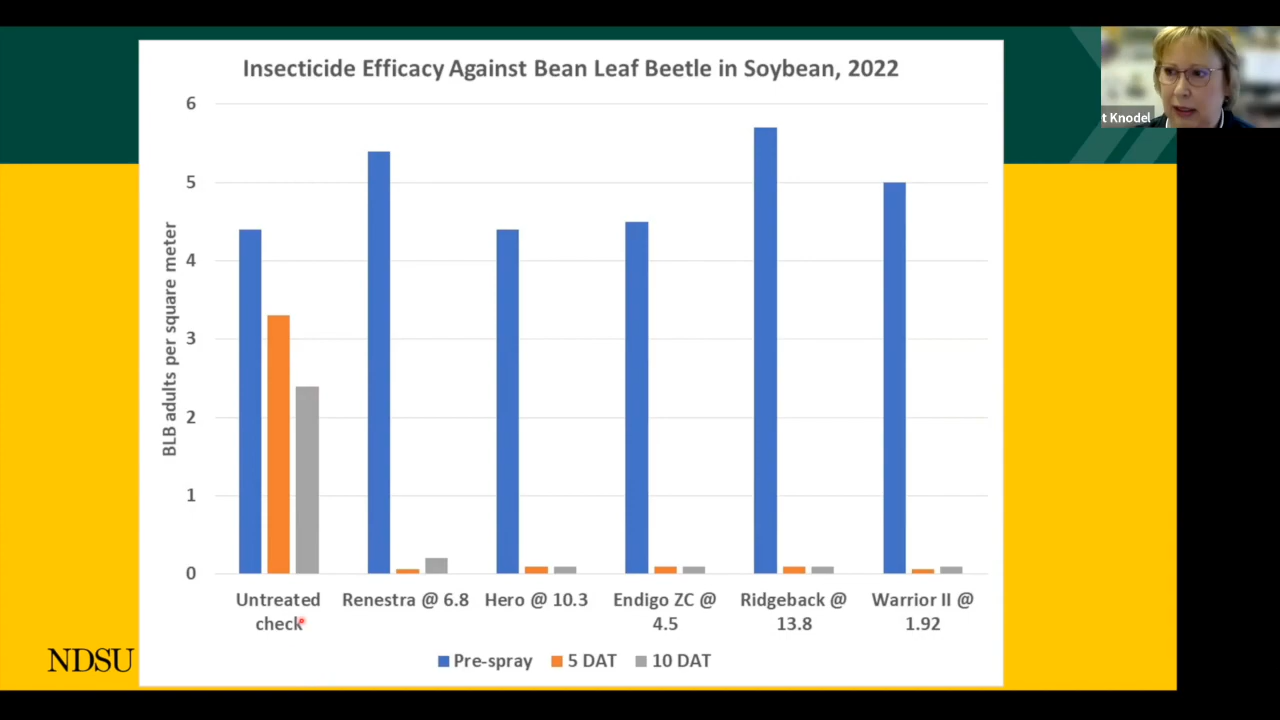 Insecticide Efficacy Against Bean Leaf Beetle in Soybean, 2022
t Knodel
6
5
4
3
2
1
0
BLB adults per square meter
Untreated check
Renestra @ 6.8
Hero @ 10.3
Endigo ZC @ 4.5
Ridgeback @ 13.8
Warrior II @ 1.92
Pre-spray
5 DAT
10 DAT
NDSU